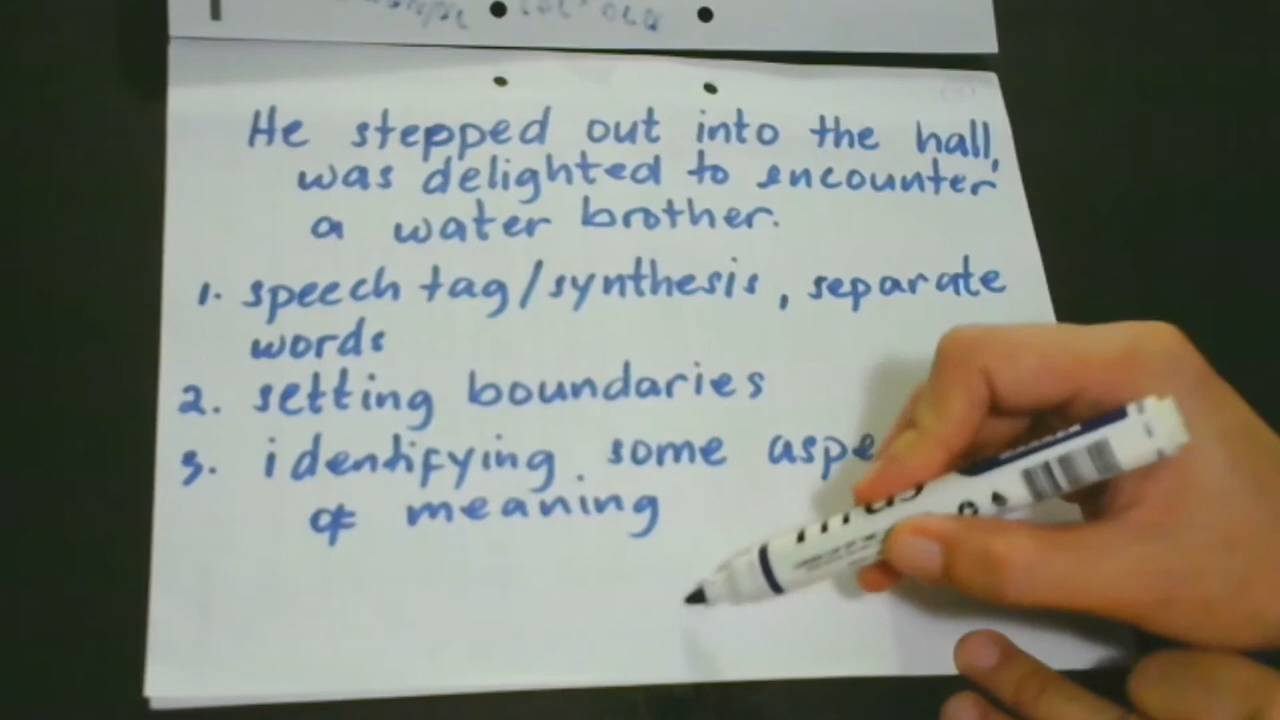 He stepped out into the hall,
was delighted to encounter
a water brother.
1. speech tag/synthesis, separate
words
2. setting boundaries
3. identifying some aspe
of meaning